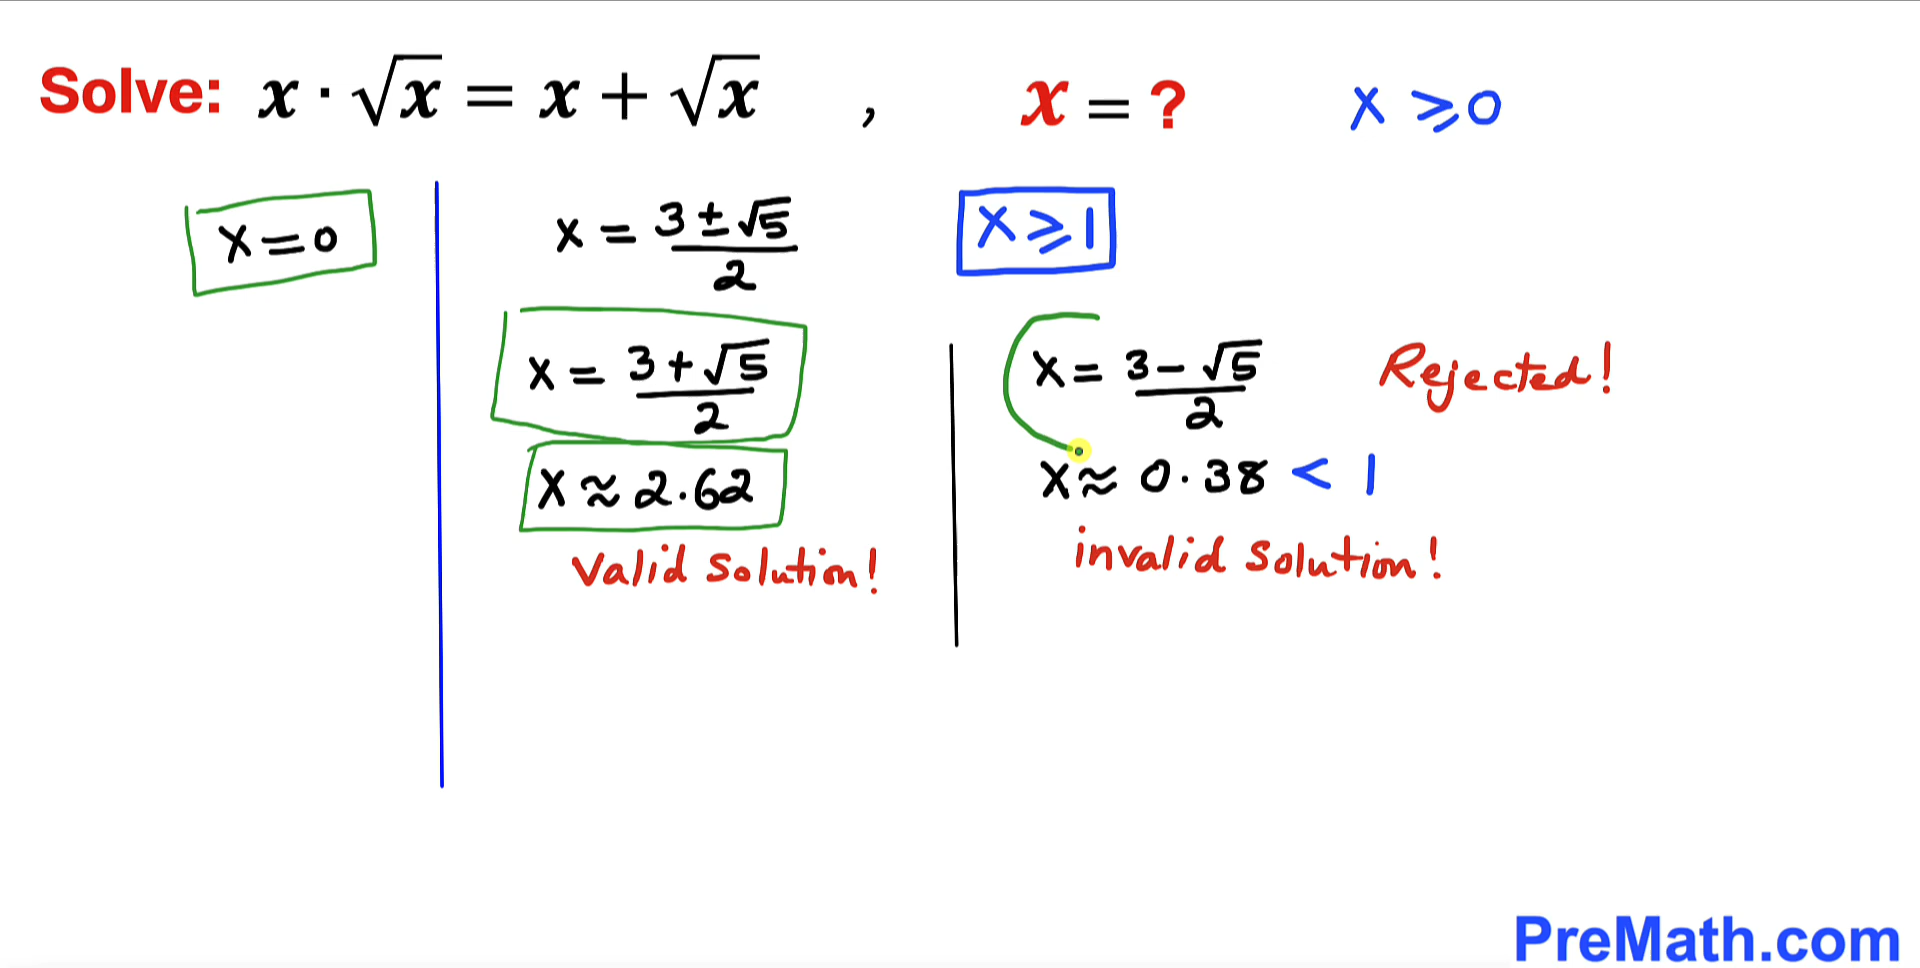 Solve: x · √x = x + √x , x = ? x ⩾ 0
x = 0
x = (3 ± √5)/2
x ⩾ 1
x = (3 + √5)/2
x ≈ 2.62
Valid Solution!
x = (3 − √5)/2 Rejected!
x ≈ 0.38 < 1
invalid Solution!
PreMath.com